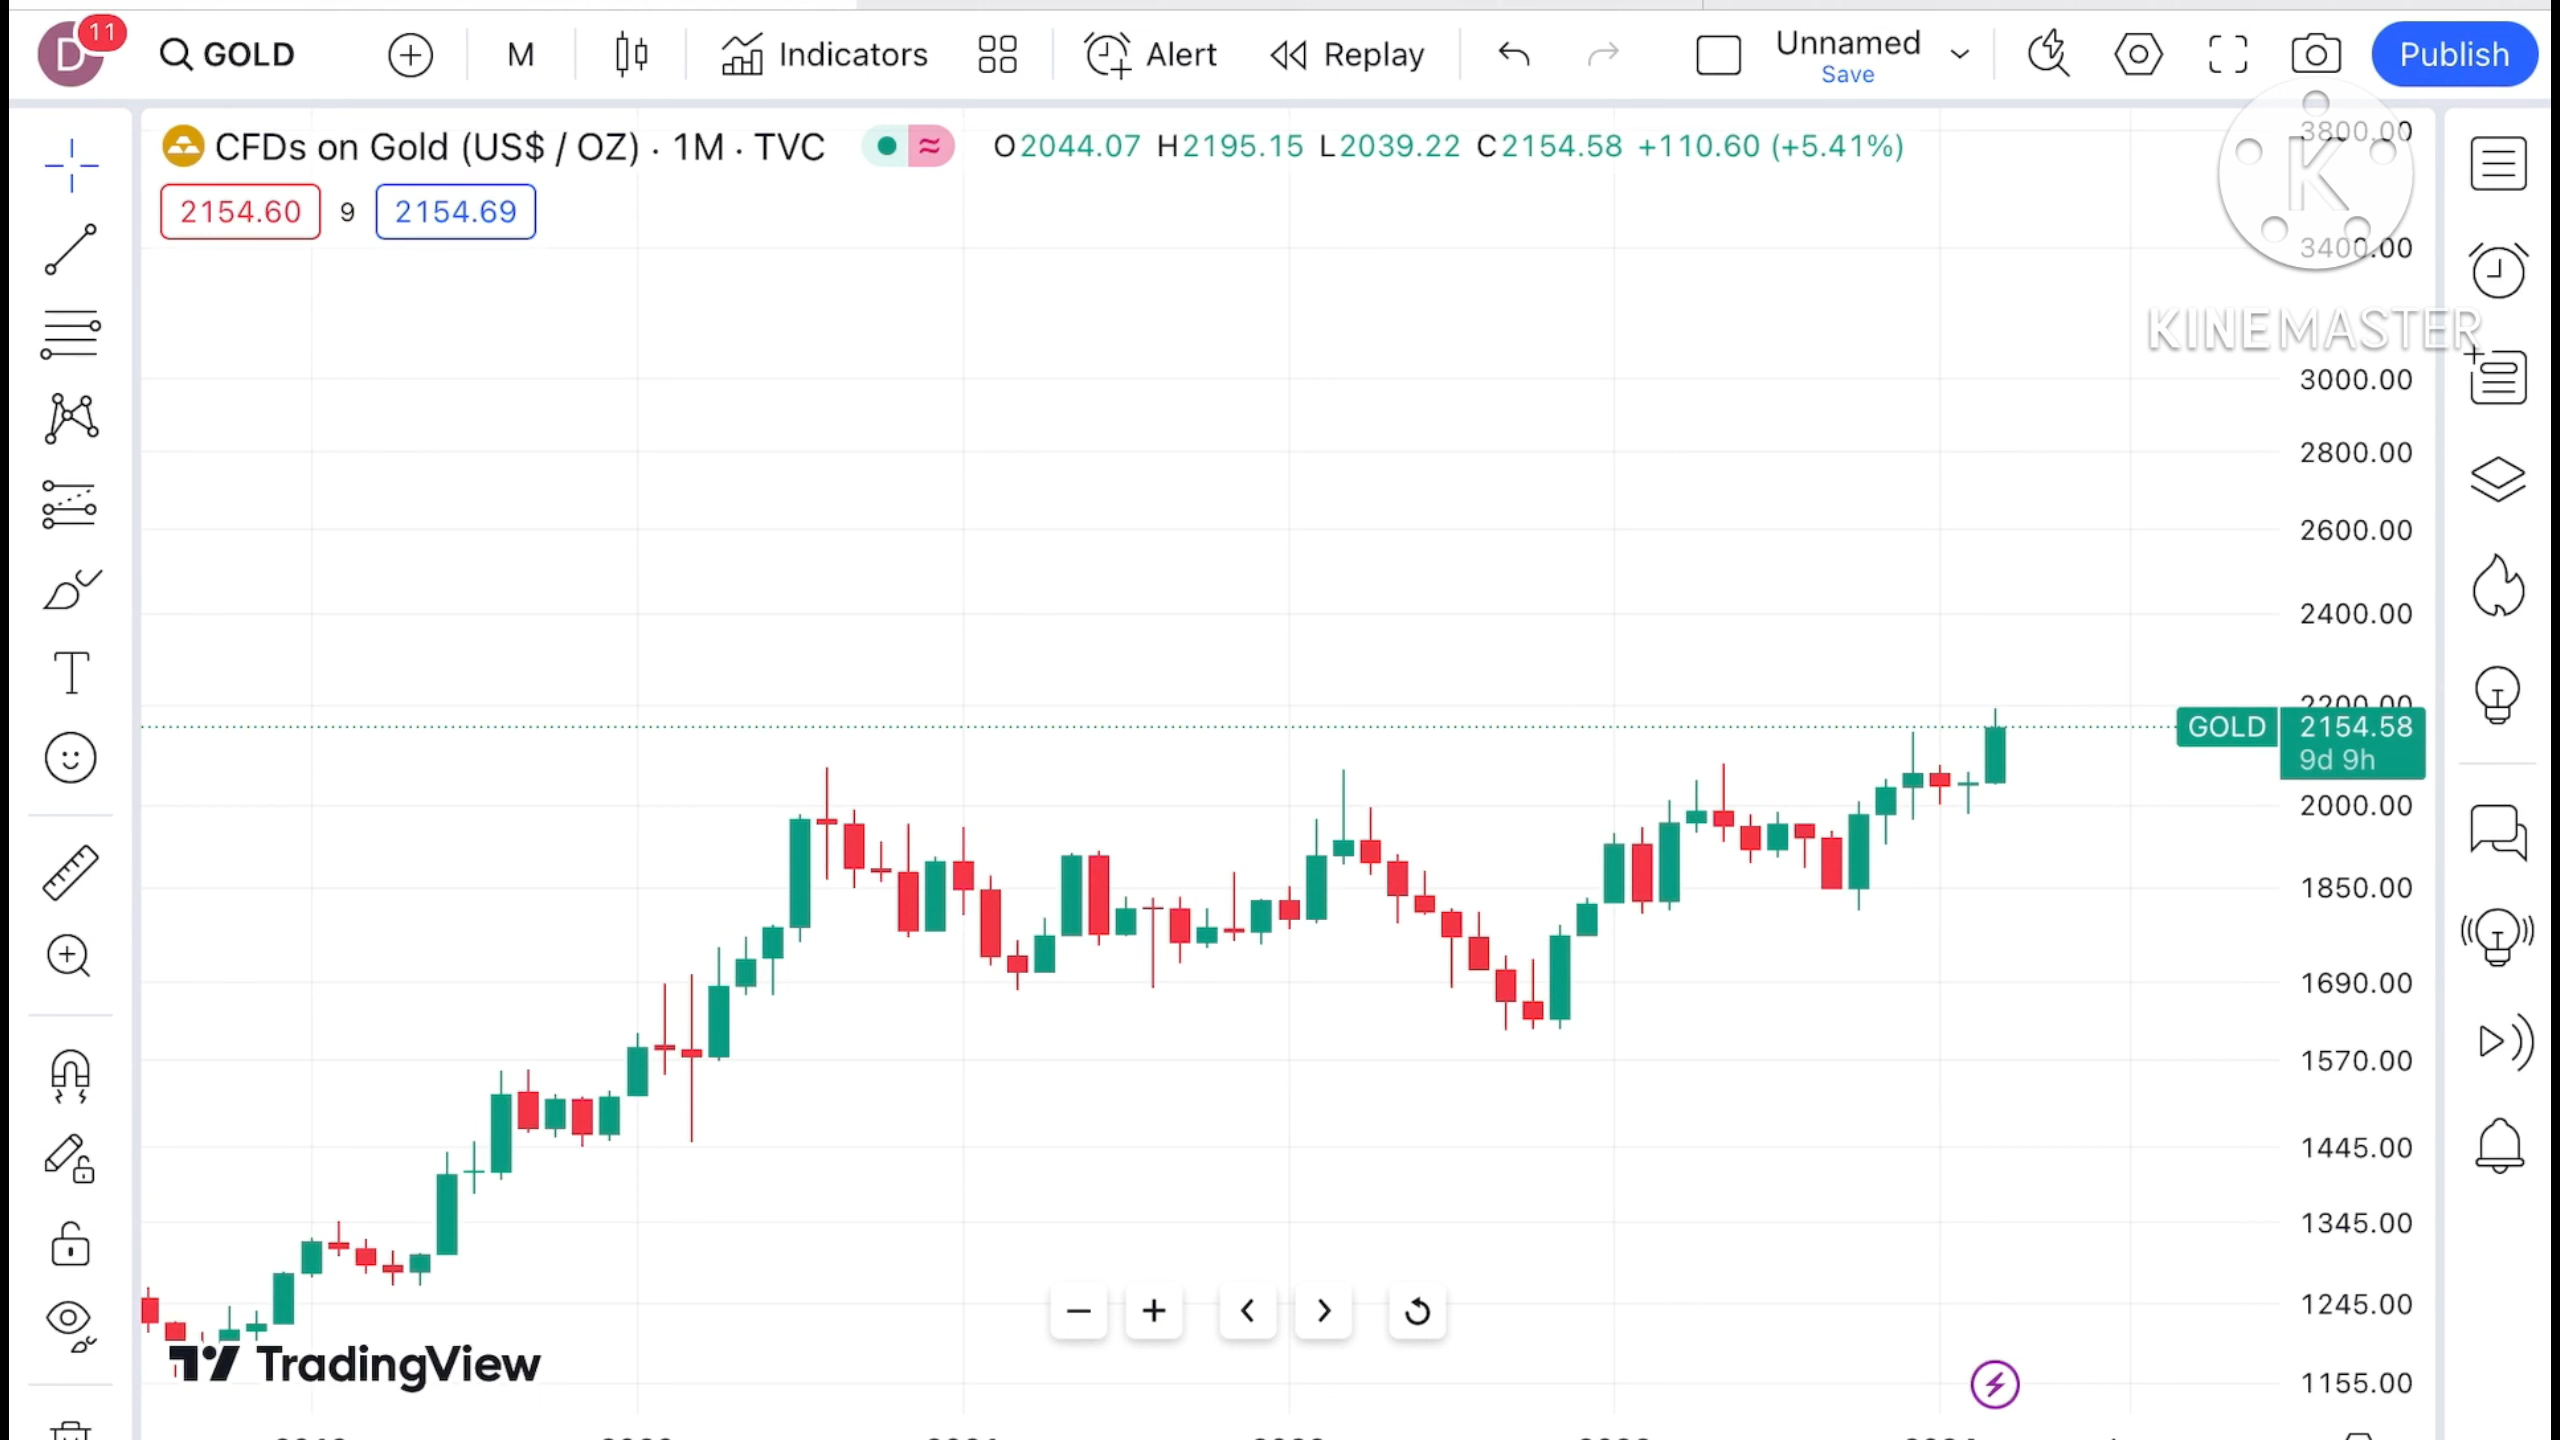 D 11 GOLD M Indicators Alert Replay Unnamed Save Publish
CFDs on Gold (US$ / OZ) · 1M · TVC ≈ O2044.07 H2195.15 L2039.22 C2154.58 +110.60 (+5.41%)
2154.60 9 2154.69
K
KINEMASTER
3800.00
3400.00
3000.00
2800.00
2600.00
2400.00
2200.00
GOLD 2154.58
9d 9h
2000.00
1850.00
1690.00
1570.00
1445.00
1345.00
1245.00
1155.00
TradingView